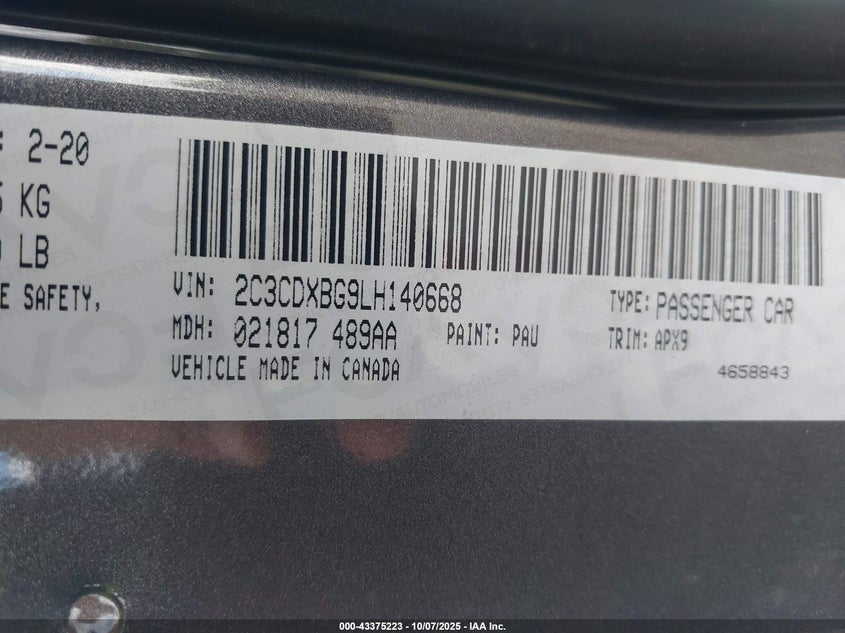 : 2-20
KG
LB
E SAFETY,
VIN: 2C3CDXBG9LH140668
TYPE: PASSENGER CAR
MDH: 021817 489AA
PAINT: PAU
TRIM: APX9
VEHICLE MADE IN CANADA
4658843
000-43375223 - 10/07/2025 - IAA Inc.